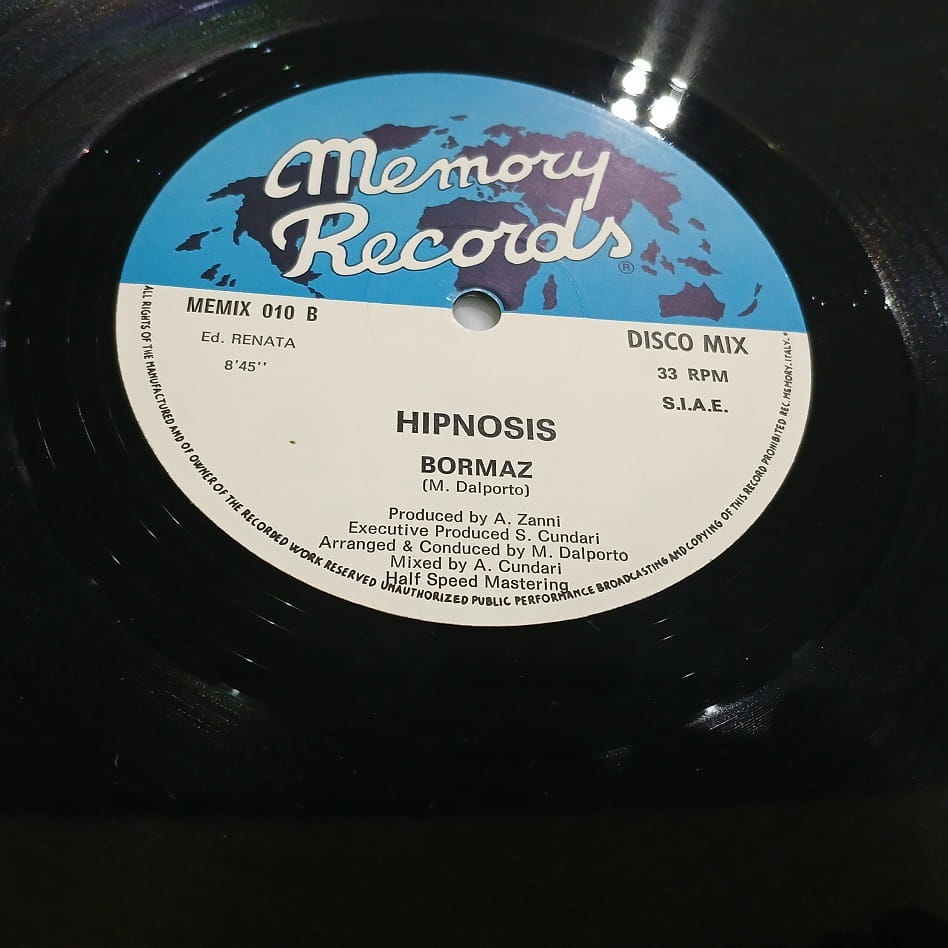 Memory
Records
®
MEMIX 010 B
Ed. RENATA
8'45''
DISCO MIX
33 RPM
S.I.A.E.
HIPNOSIS
BORMAZ
(M. Dalporto)
Produced by A. Zanni
Executive Produced S. Cundari
Arranged & Conduced by M. Dalporto
Mixed by A. Cundari
Half Speed Mastering
ALL RIGHTS OF THE MANUFACTURED AND OF OWNER OF THE RECORDED WORK RESERVED UNAUTHORIZED PUBLIC PERFORMANCE BROADCASTING AND COPYING OF THIS RECORD PROHIBITED REC. MEMORY. ITALY.